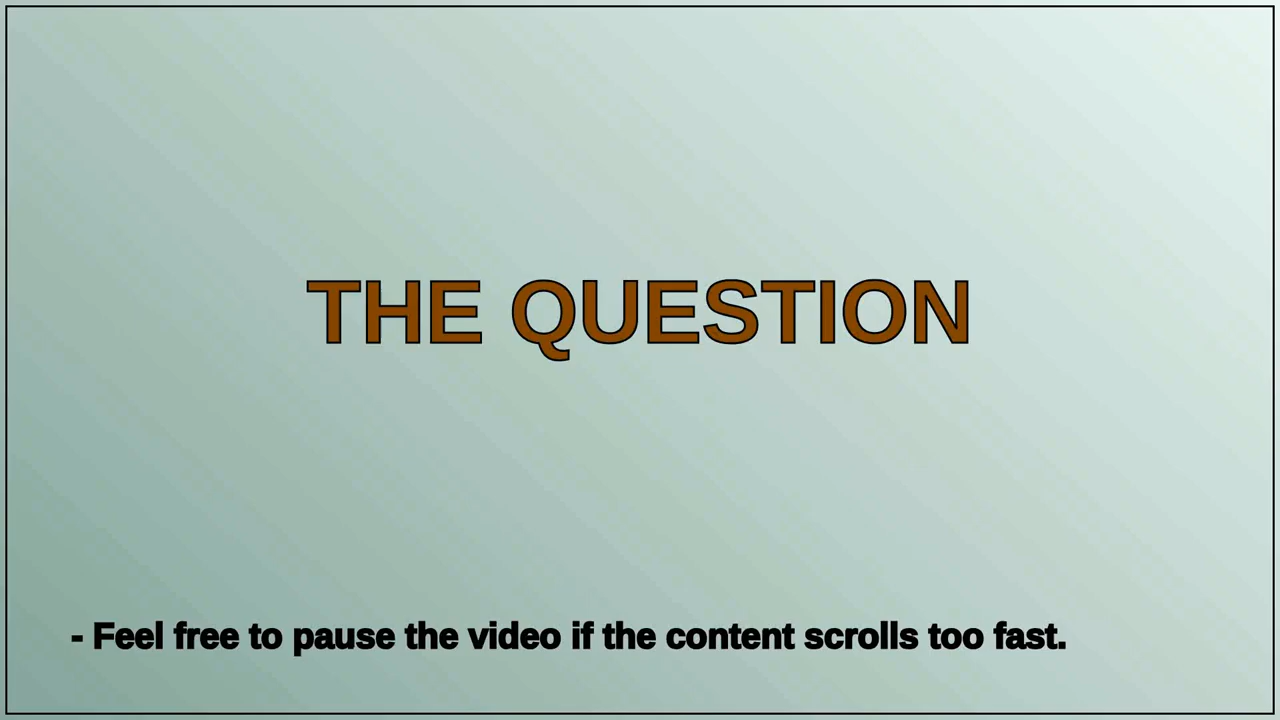 THE QUESTION
- Feel free to pause the video if the content scrolls too fast.